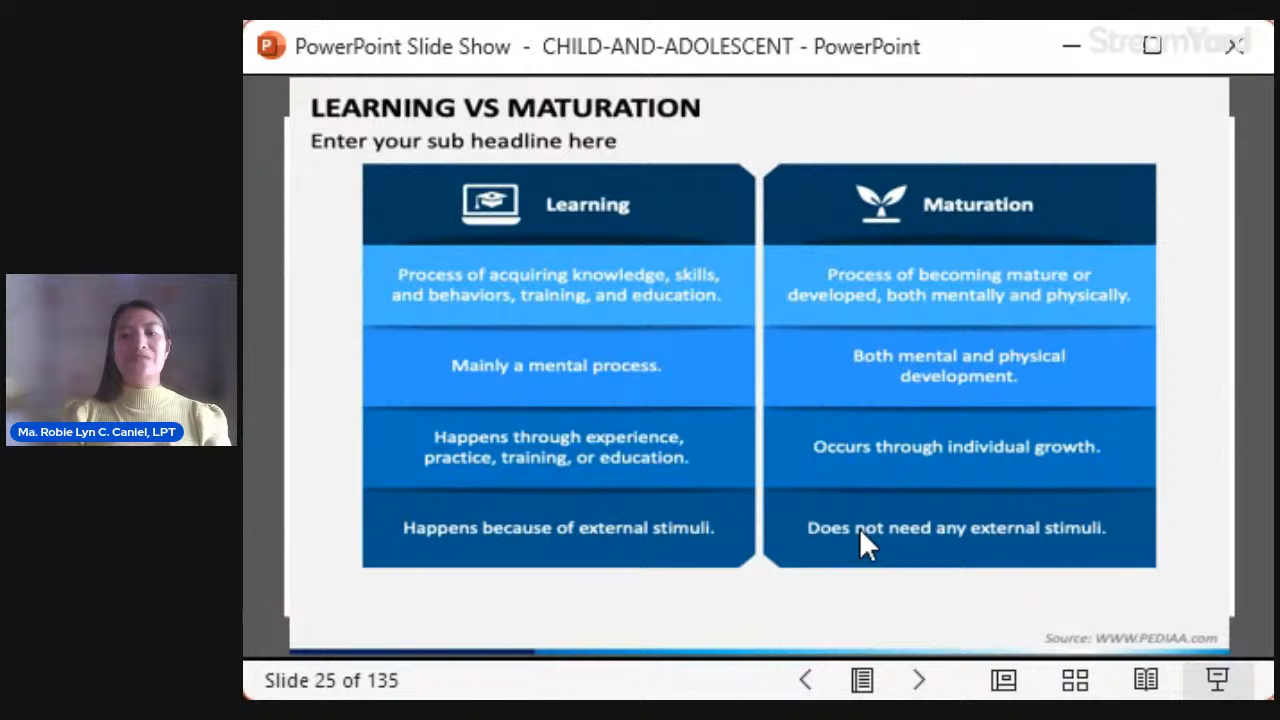 PowerPoint Slide Show - CHILD-AND-ADOLESCENT - PowerPoint
StreamYard
LEARNING VS MATURATION
Enter your sub headline here
Learning
Process of acquiring knowledge, skills,
and behaviors, training, and education.
Mainly a mental process.
Happens through experience,
practice, training, or education.
Happens because of external stimuli.
Maturation
Process of becoming mature or
developed, both mentally and physically.
Both mental and physical
development.
Occurs through individual growth.
Does not need any external stimuli.
Source: WWW.PEDIAA.com
Ma. Robie Lyn C. Caniel, LPT
Slide 25 of 135